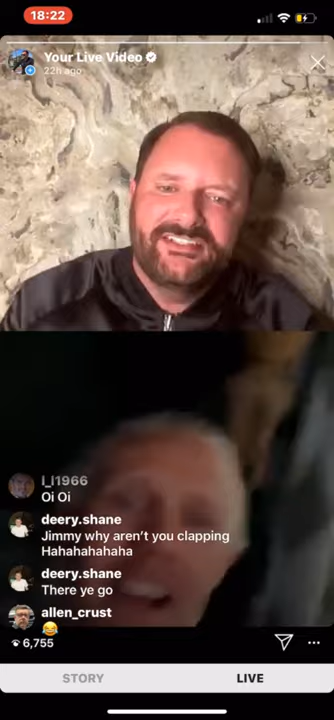 18:22
Your Live Video
22h ago
l_l1966
Oi Oi
deery.shane
Jimmy why aren't you clapping
Hahahahahaha
deery.shane
There ye go
allen_crust
😂
6,755
STORY
LIVE